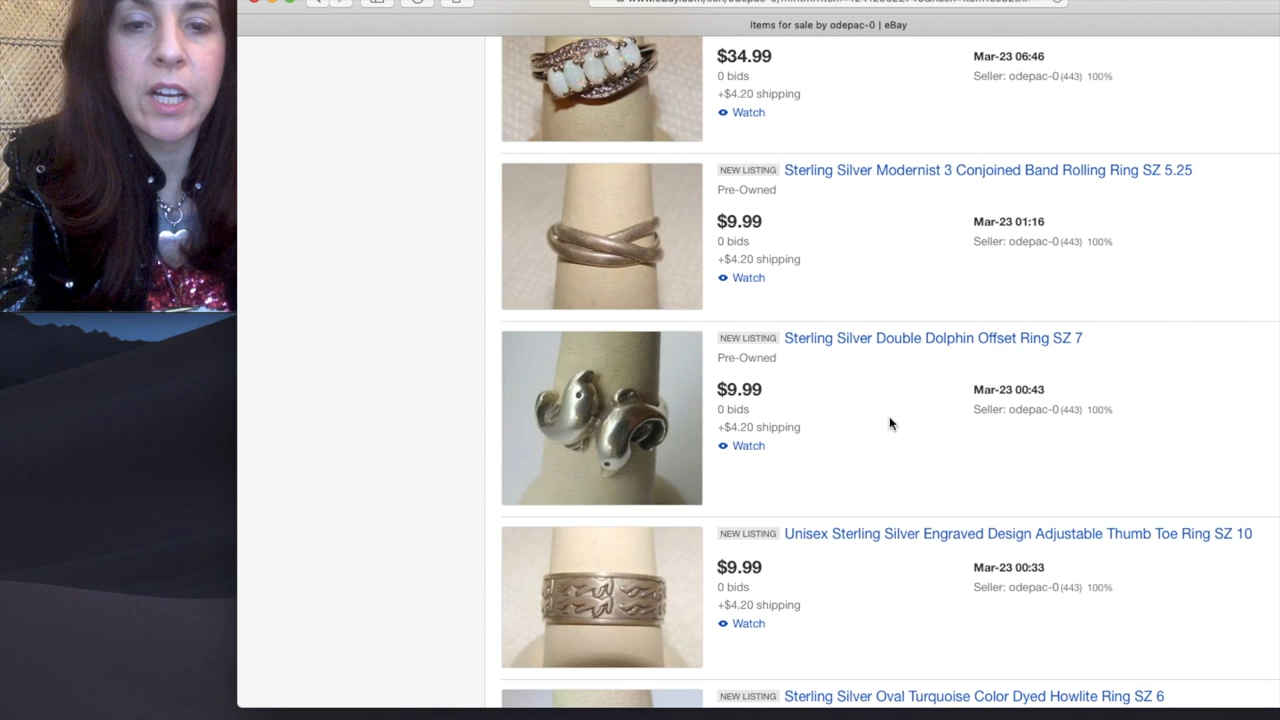 Items for sale by odepac-0 | eBay
$34.99
Mar-23 06:46
0 bids
Seller: odepac-0(443) 100%
+$4.20 shipping
Watch
NEW LISTING Sterling Silver Modernist 3 Conjoined Band Rolling Ring SZ 5.25
Pre-Owned
$9.99
Mar-23 01:16
0 bids
Seller: odepac-0(443) 100%
+$4.20 shipping
Watch
NEW LISTING Sterling Silver Double Dolphin Offset Ring SZ 7
Pre-Owned
$9.99
Mar-23 00:43
0 bids
Seller: odepac-0(443) 100%
+$4.20 shipping
Watch
NEW LISTING Unisex Sterling Silver Engraved Design Adjustable Thumb Toe Ring SZ 10
$9.99
Mar-23 00:33
0 bids
Seller: odepac-0(443) 100%
+$4.20 shipping
Watch
NEW LISTING Sterling Silver Oval Turquoise Color Dyed Howlite Ring SZ 6